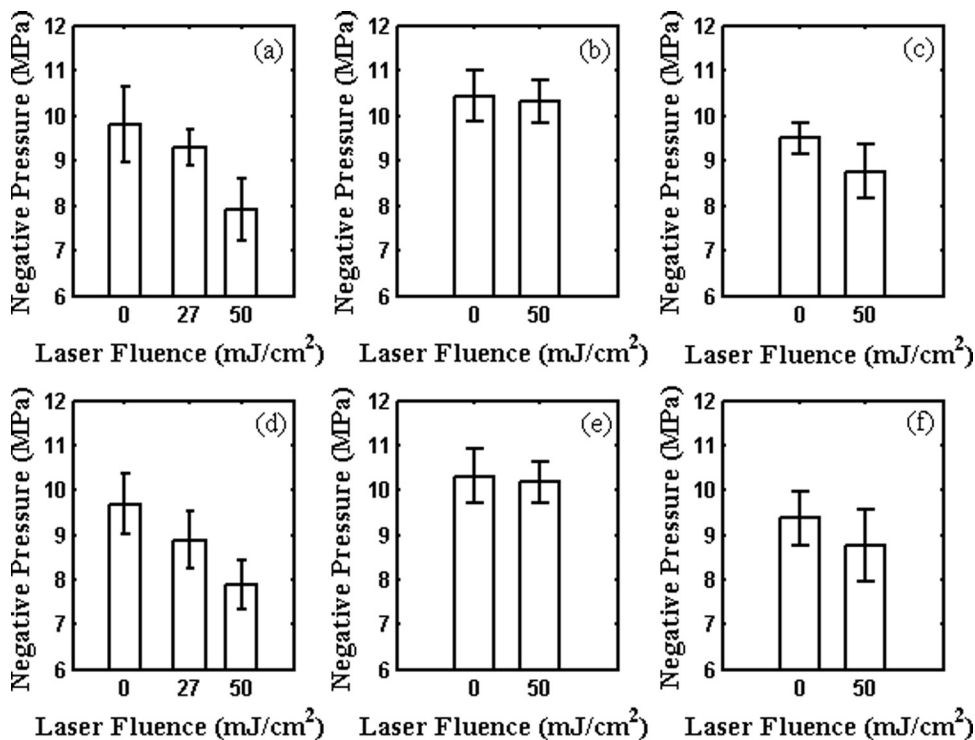 Negative Pressure (MPa)
12
11
10
9
8
7
6
(a)
0 27 50
Laser Fluence (mJ/cm²)
Negative Pressure (MPa)
12
11
10
9
8
7
6
(b)
0 50
Laser Fluence (mJ/cm²)
Negative Pressure (MPa)
12
11
10
9
8
7
6
(c)
0 50
Laser Fluence (mJ/cm²)
Negative Pressure (MPa)
12
11
10
9
8
7
6
(d)
0 27 50
Laser Fluence (mJ/cm²)
Negative Pressure (MPa)
12
11
10
9
8
7
6
(e)
0 50
Laser Fluence (mJ/cm²)
Negative Pressure (MPa)
12
11
10
9
8
7
6
(f)
0 50
Laser Fluence (mJ/cm²)